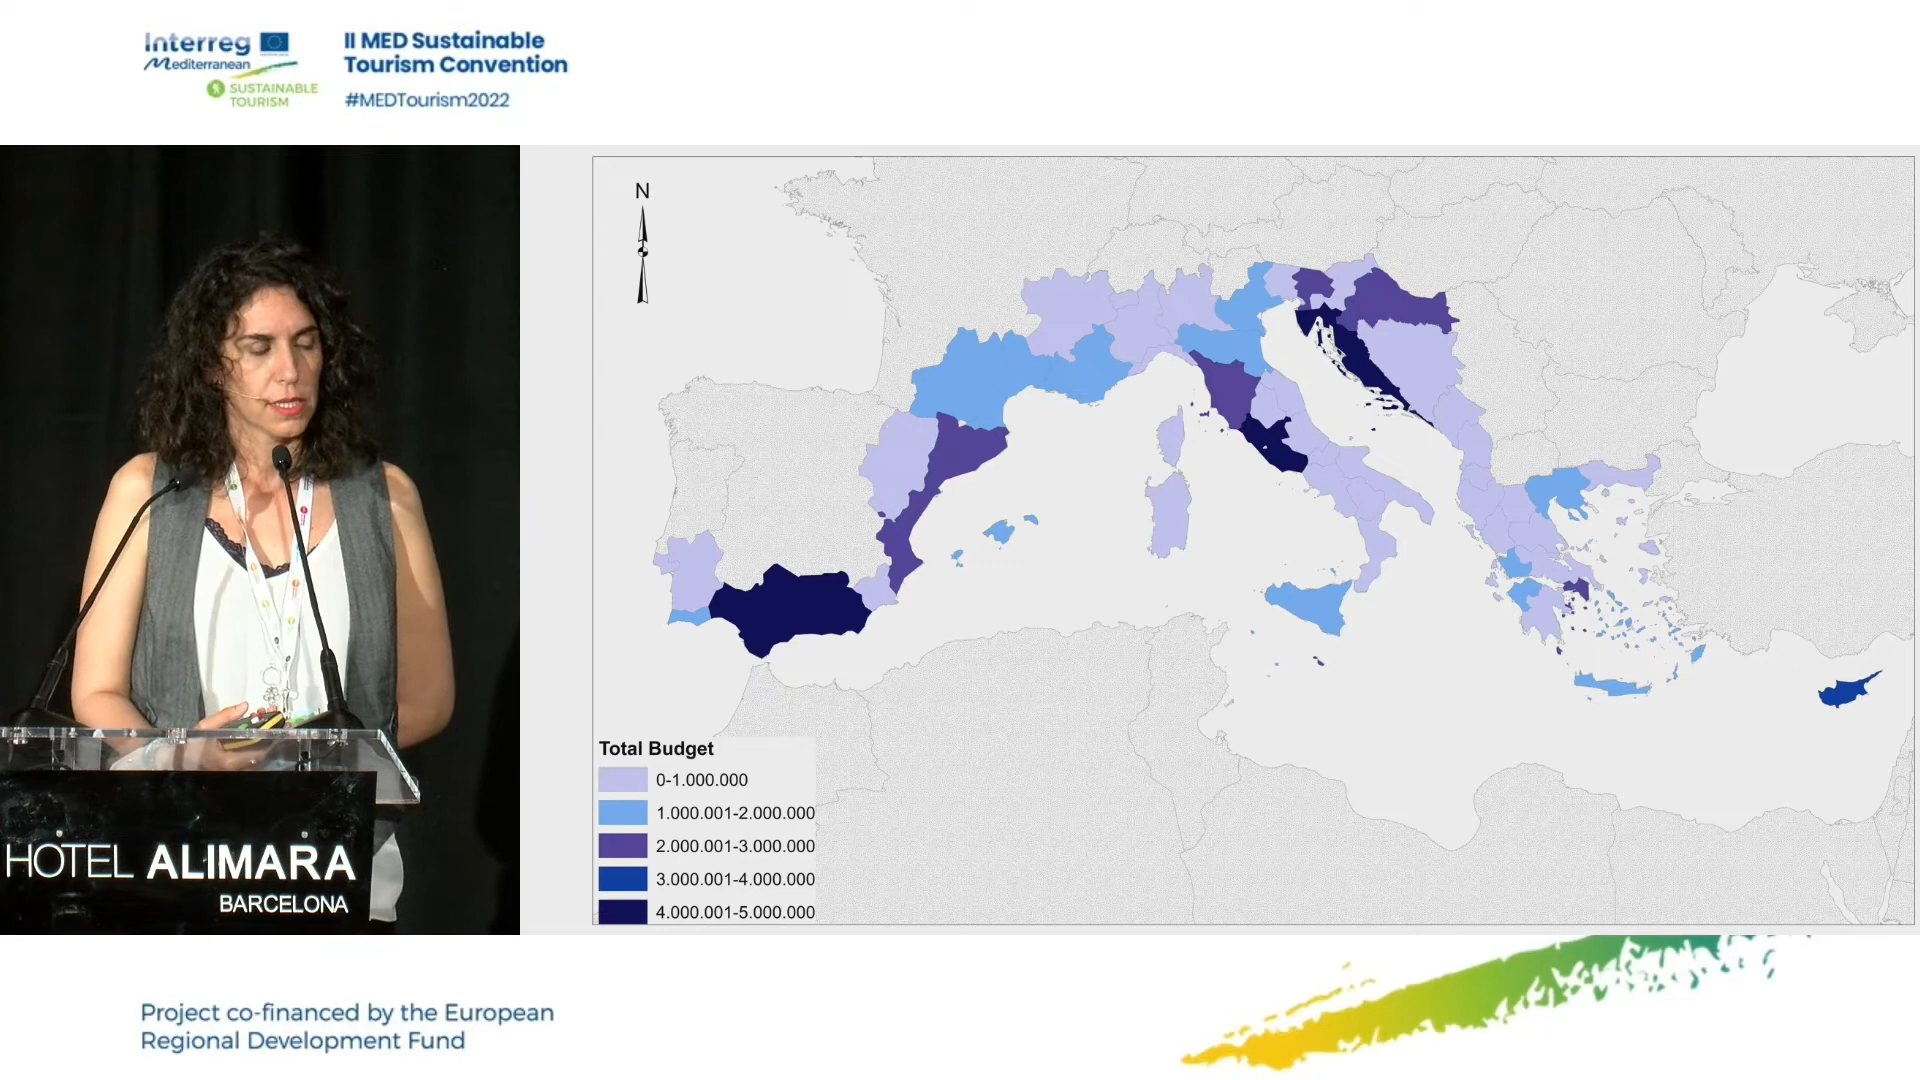 Interreg
Mediterranean
SUSTAINABLE
TOURISM
II MED Sustainable
Tourism Convention
#MEDTourism2022
N
Total Budget
0-1.000.000
1.000.001-2.000.000
2.000.001-3.000.000
3.000.001-4.000.000
4.000.001-5.000.000
HOTEL ALIMARA
BARCELONA
Project co-financed by the European
Regional Development Fund